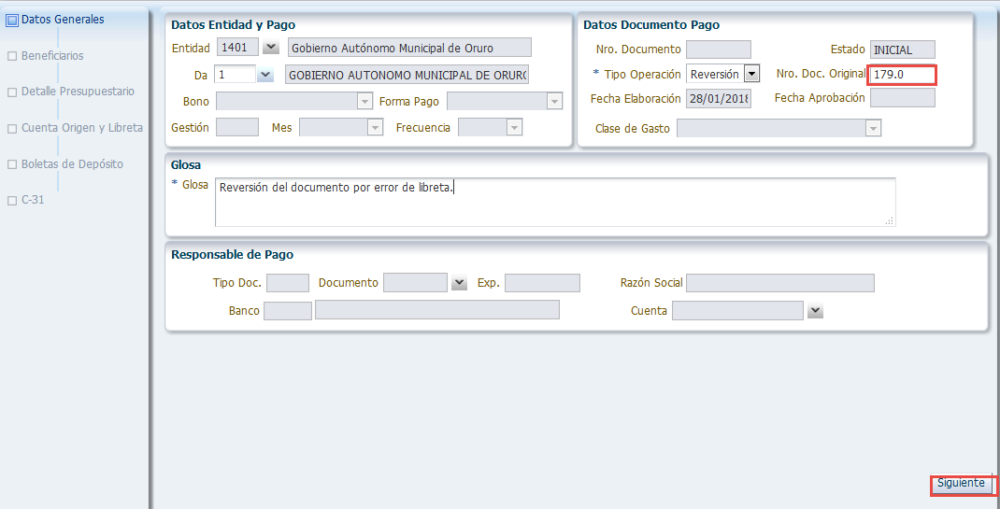 Datos Generales
Beneficiarios
Detalle Presupuestario
Cuenta Origen y Libreta
Boletas de Depósito
C-31
Datos Entidad y Pago
Entidad 1401 Gobierno Autónomo Municipal de Oruro
Da 1 GOBIERNO AUTONOMO MUNICIPAL DE ORURO
Bono Forma Pago
Gestión Mes Frecuencia
Datos Documento Pago
Nro. Documento Estado INICIAL
* Tipo Operación Reversión Nro. Doc. Original 179.0
Fecha Elaboración 28/01/2018 Fecha Aprobación
Clase de Gasto
Glosa
* Glosa Reversión del documento por error de libreta.
Responsable de Pago
Tipo Doc. Documento Exp. Razón Social
Banco Cuenta
Siguiente